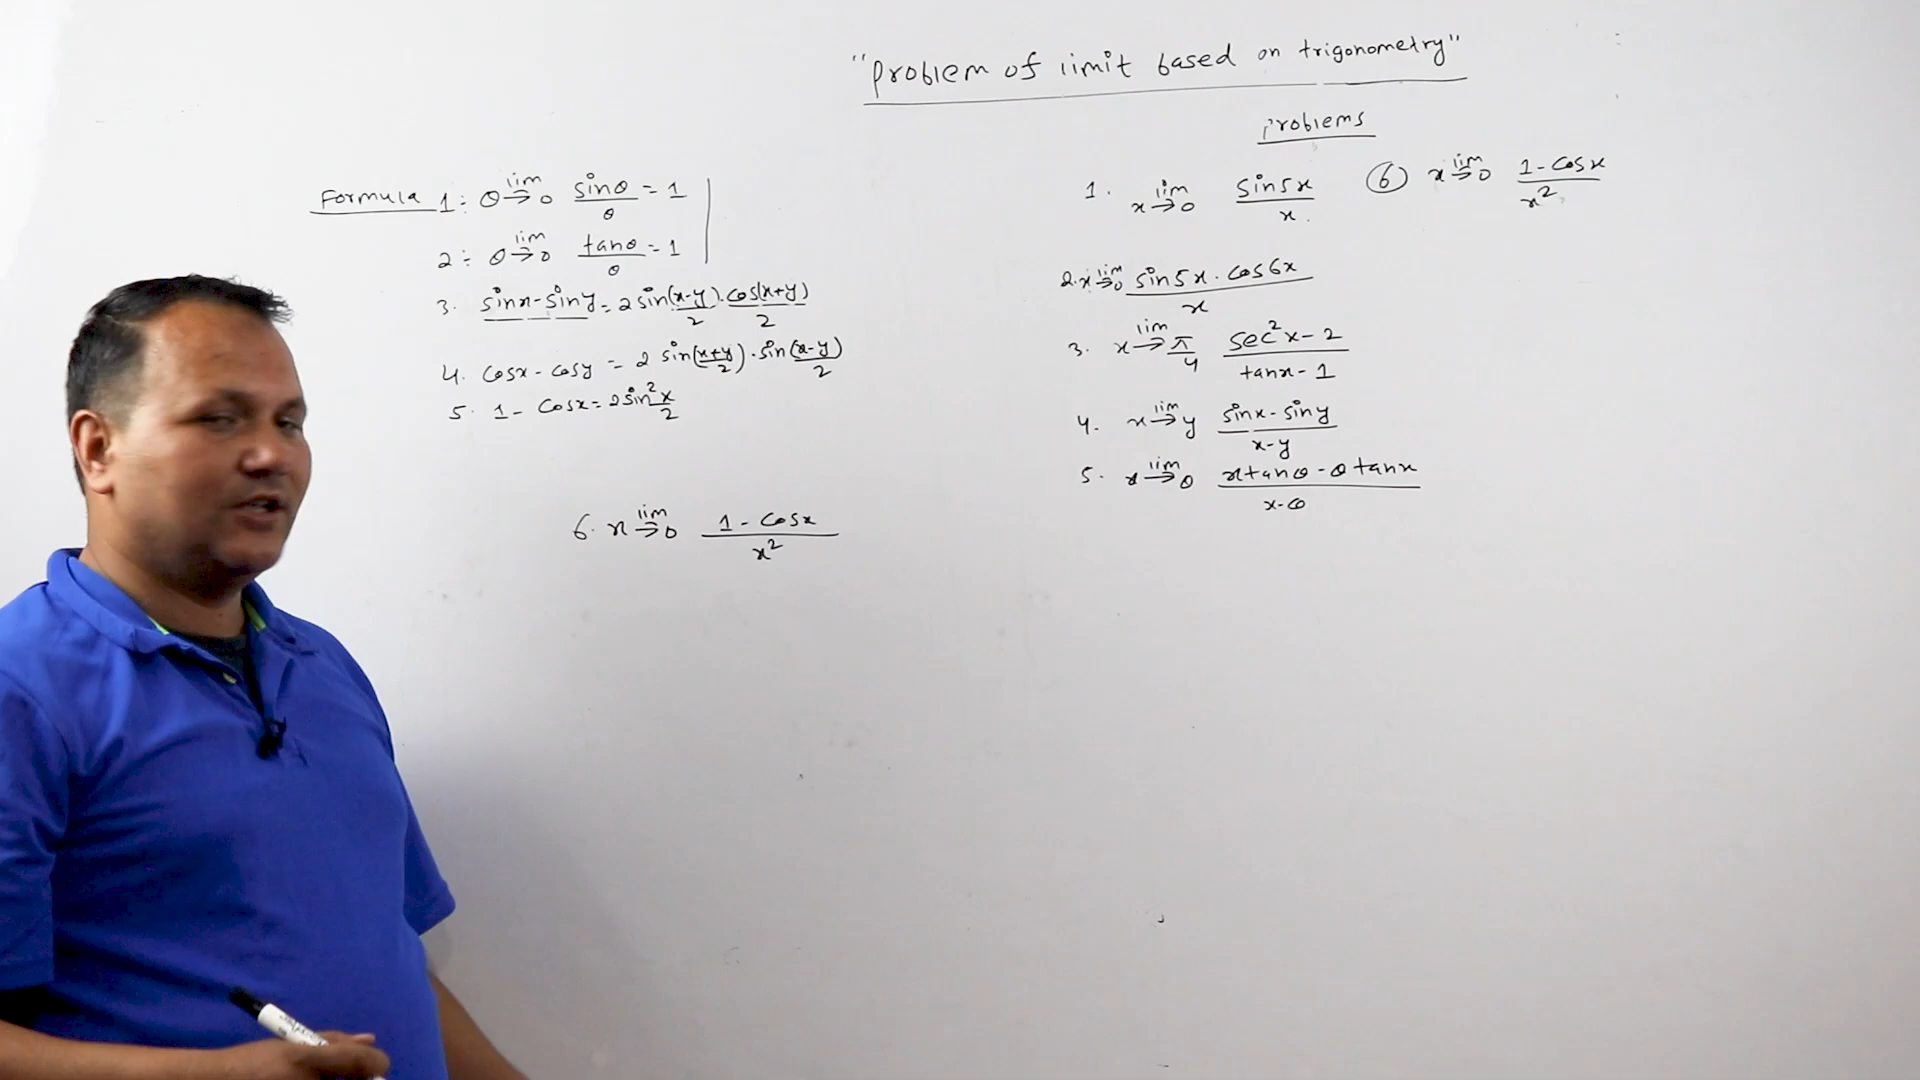 "Problem of limit based on trigonometry"
Problems
Formula 1: θ lim→0 sinθ/θ = 1
2: θ lim→0 tanθ/θ = 1
3. sinx-siny = 2 sin(x-y)/2 . cos(x+y)/2
4. cosx - cosy = 2 sin(x+y/2) . sin(x-y)/2
5. 1 - cosx = 2sin²x/2
6. x lim→0 1 - cosx/x²
1. x lim→0 sin5x/x.
⑥ x lim→0 1 - cosx/x²
2. x lim→0 sin5x . cos6x/x
3. x lim→π/4 sec²x - 2/tanx - 1
4. x lim→y sinx - siny/x-y
5. x lim→θ xtanθ - θtanx/x-θ